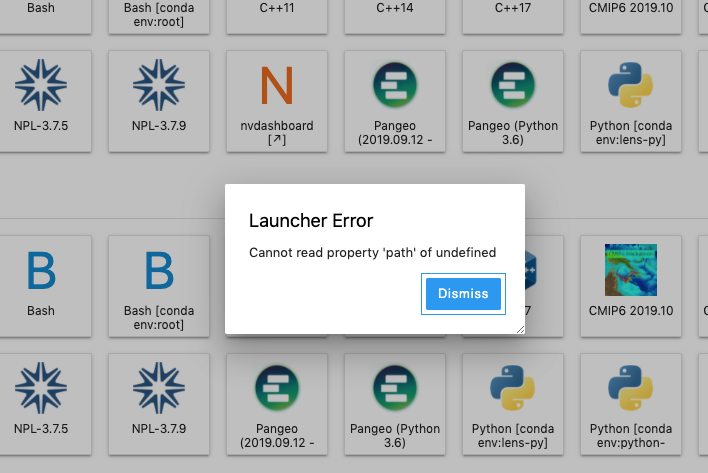 Bash
Bash [conda
env:root]
C++11
C++14
C++17
CMIP6 2019.10
NPL-3.7.5
NPL-3.7.9
N
nvdashboard
[↗]
Pangeo
(2019.09.12 -
Pangeo (Python
3.6)
Python [conda
env:lens-py]
Launcher Error
Cannot read property 'path' of undefined
Dismiss
B
Bash
B
Bash [conda
env:root]
7
CMIP6 2019.10
NPL-3.7.5
NPL-3.7.9
Pangeo
(2019.09.12 -
Pangeo (Python
3.6)
Python [conda
env:lens-py]
Python [conda
env:python-